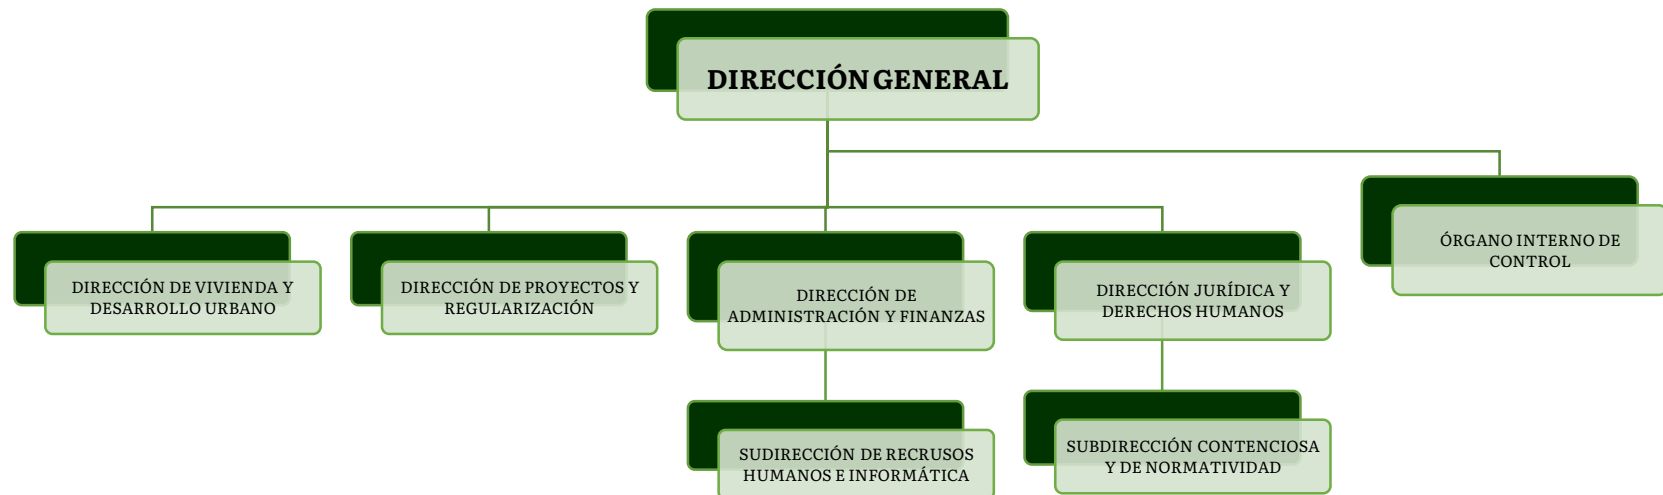 DIRECCIÓN GENERAL
ÓRGANO INTERNO DE
CONTROL
DIRECCIÓN DE VIVIENDA Y
DESARROLLO URBANO
DIRECCIÓN DE PROYECTOS Y
REGULARIZACIÓN
DIRECCIÓN DE
ADMINISTRACIÓN Y FINANZAS
DIRECCIÓN JURÍDICA Y
DERECHOS HUMANOS
SUDIRECCIÓN DE RECRUSOS
HUMANOS E INFORMÁTICA
SUBDIRECCIÓN CONTENCIOSA
Y DE NORMATIVIDAD